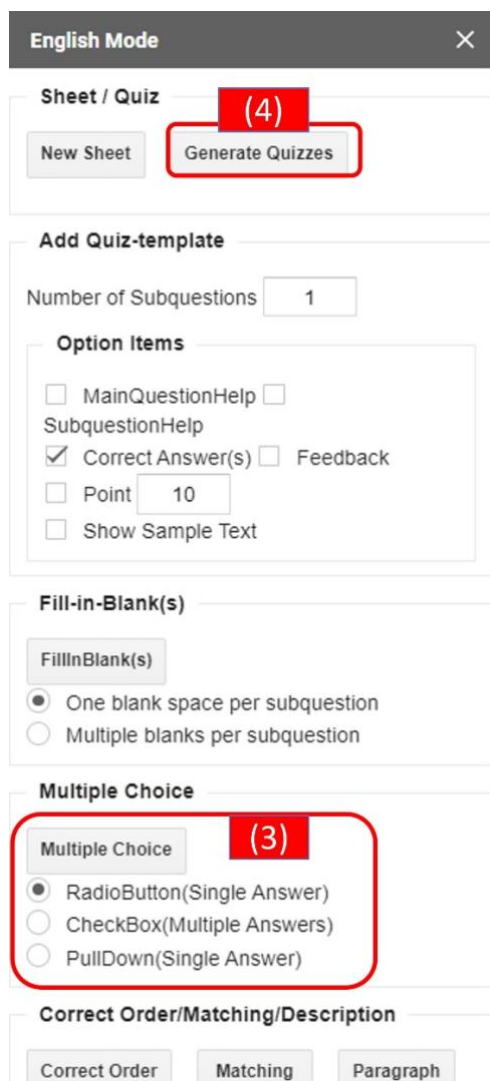 English Mode ×
Sheet / Quiz
(4)
New Sheet Generate Quizzes
Add Quiz-template
Number of Subquestions 1
Option Items
MainQuestionHelp
SubquestionHelp
Correct Answer(s) Feedback
Point 10
Show Sample Text
Fill-in-Blank(s)
FillInBlank(s)
One blank space per subquestion
Multiple blanks per subquestion
Multiple Choice
Multiple Choice (3)
RadioButton(Single Answer)
CheckBox(Multiple Answers)
PullDown(Single Answer)
Correct Order/Matching/Description
Correct Order Matching Paragraph